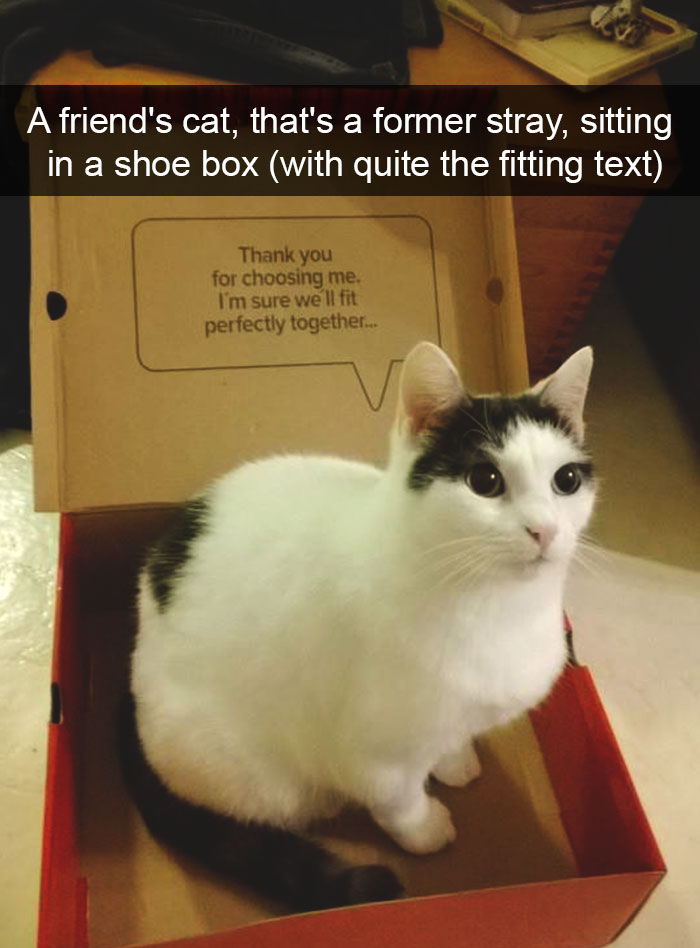 A friend's cat, that's a former stray, sitting
in a shoe box (with quite the fitting text)
Thank you
for choosing me.
I'm sure we'll fit
perfectly together...